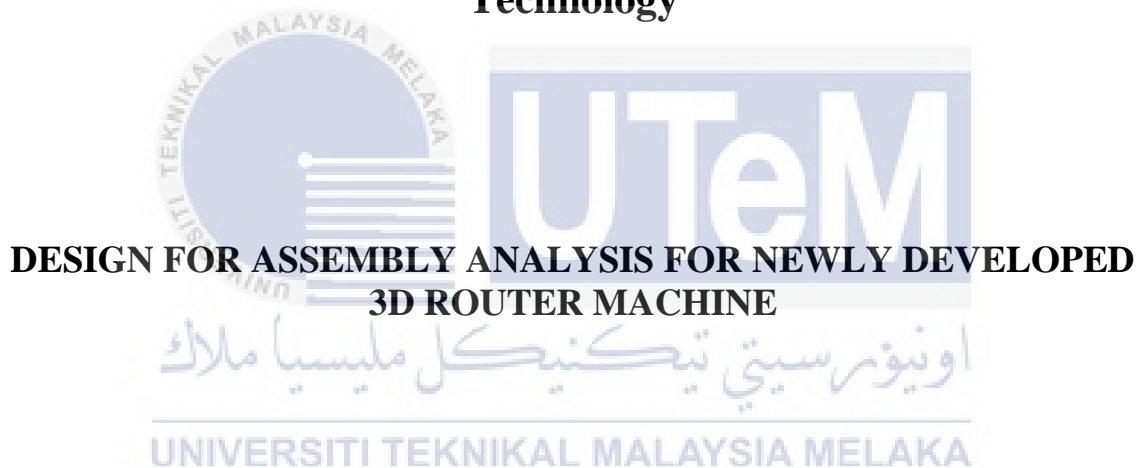 Technology
UNIVERSITI TEKNIKAL MALAYSIA MELAKA
UTeM
DESIGN FOR ASSEMBLY ANALYSIS FOR NEWLY DEVELOPED
3D ROUTER MACHINE
اونيۏرسيتي تيكنيكل مليسيا ملاك
UNIVERSITI TEKNIKAL MALAYSIA MELAKA